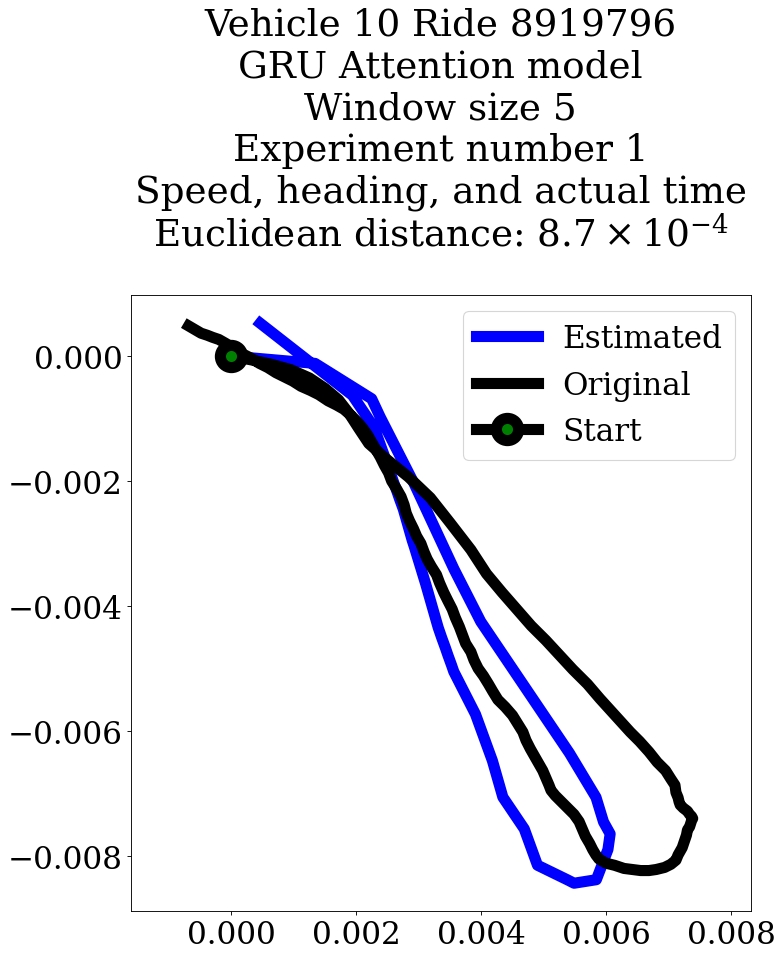 Vehicle 10 Ride 8919796
GRU Attention model
Window size 5
Experiment number 1
Speed, heading, and actual time
Euclidean distance: 8.7 × 10⁻⁴
Estimated
Original
Start
0.000
−0.002
−0.004
−0.006
−0.008
0.000 0.002 0.004 0.006 0.008